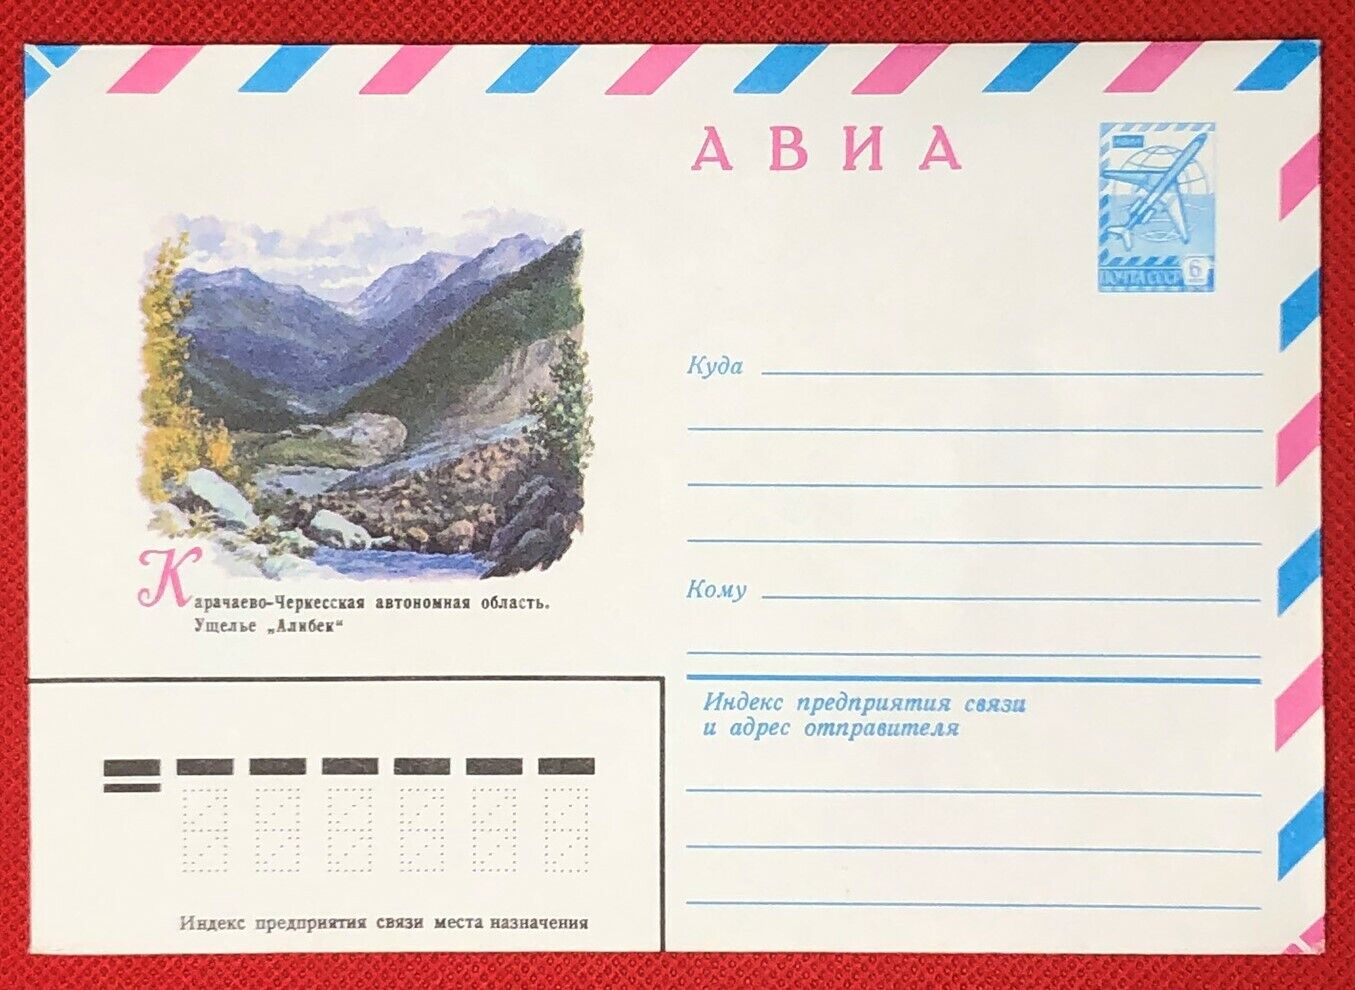 АВИА
ПОЧТА СССР 6
Куда
Кому
Карачаево-Черкесская автономная область.
Ущелье „Алибек“
Индекс предприятия связи
и адрес отправителя
Индекс предприятия связи места назначения